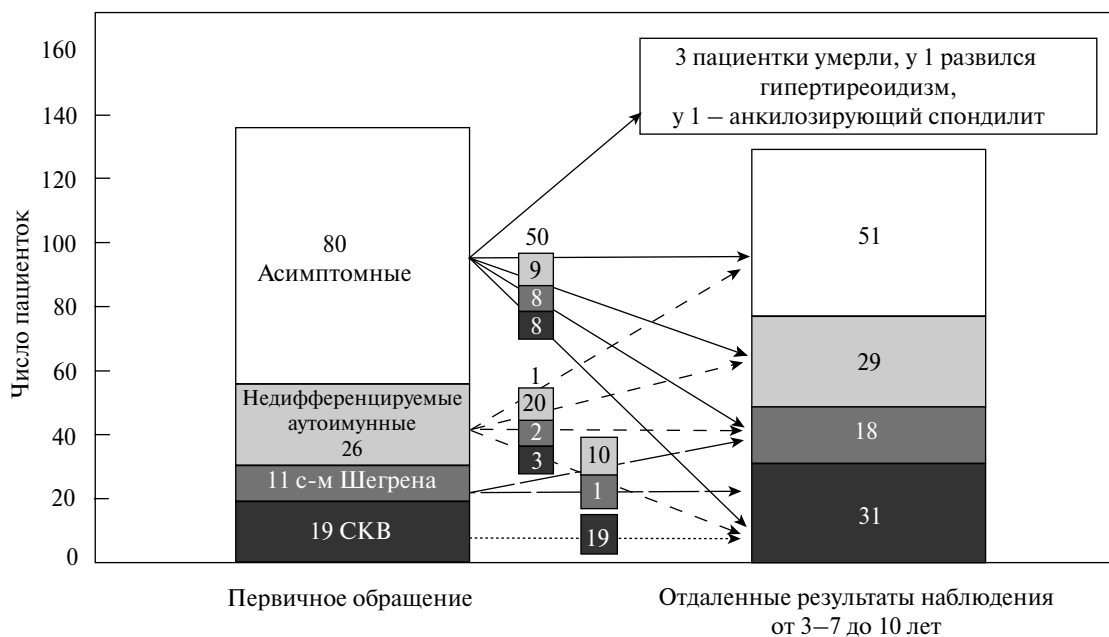 160
140
120
100
80
60
40
20
0
Число пациенток
3 пациентки умерли, у 1 развился
гипертиреоидизм,
у 1 – анкилозирующий спондилит
80
Асимптомные
Недифференцируемые
аутоимунные
26
11 с-м Шегрена
19 СКВ
50
9
8
8
1
20
2
3
10
1
19
51
29
18
31
Первичное обращение
Отдаленные результаты наблюдения
от 3–7 до 10 лет